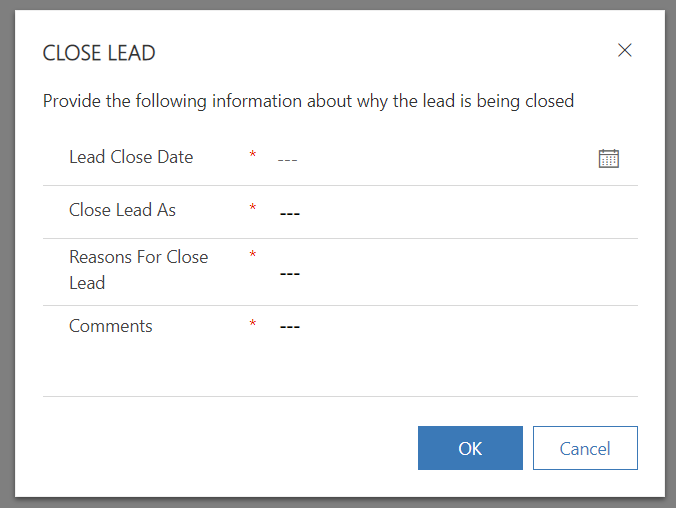 CLOSE LEAD
Provide the following information about why the lead is being closed
Lead Close Date * ---
Close Lead As * ---
Reasons For Close * ---
Lead
Comments * ---
OK Cancel